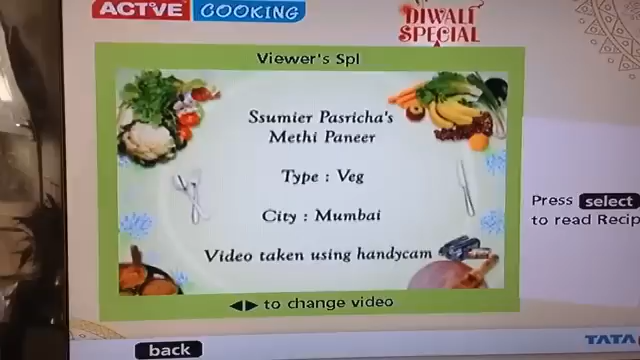 ACTVE COOKING
DIWALI
SPECIAL
Viewer's Spl
Ssumier Pasricha's
Methi Paneer
Type : Veg
City : Mumbai
Video taken using handycam
Press select
to read Recip
◀▶ to change video
back
TATA